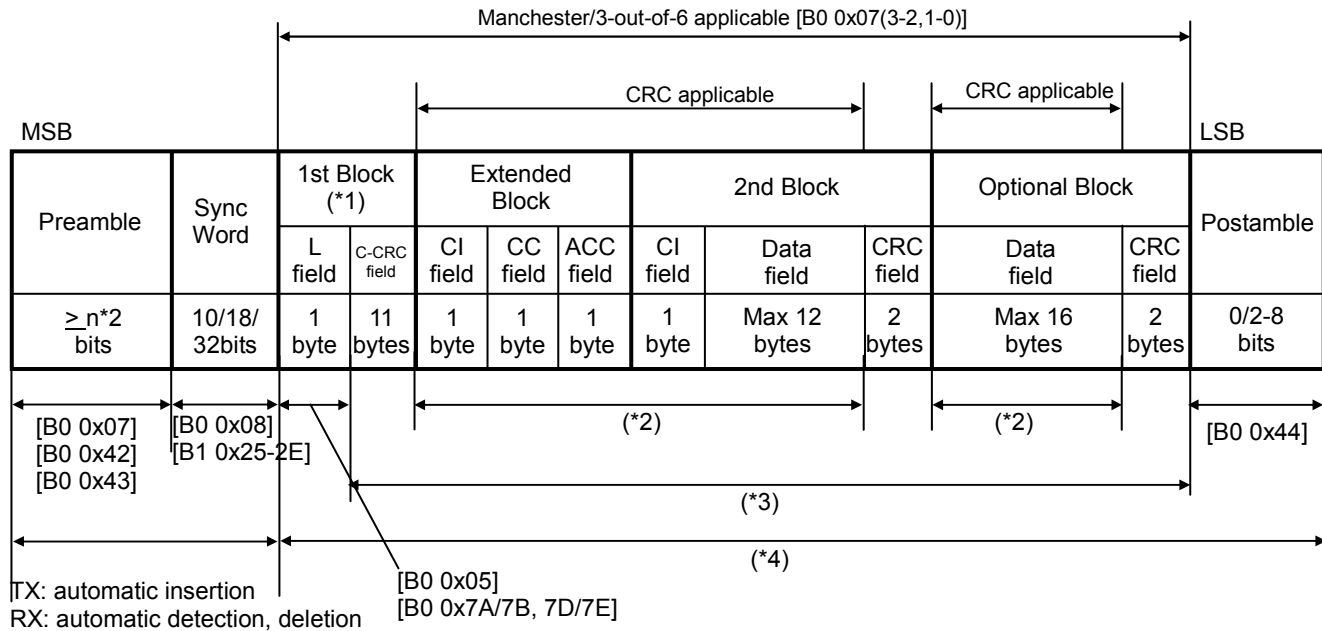 Manchester/3-out-of-6 applicable [B0 0x07(3-2,1-0)]
CRC applicable
CRC applicable
MSB
LSB
Preamble
Sync
Word
1st Block
(*1)
Extended
Block
2nd Block
Optional Block
Postamble
L
field
C-CRC
field
CI
field
CC
field
ACC
field
CI
field
Data
field
CRC
field
Data
field
CRC
field
≥ n*2
bits
10/18/
32bits
1
byte
11
bytes
1
byte
1
byte
1
byte
1
byte
Max 12
bytes
2
bytes
Max 16
bytes
2
bytes
0/2-8
bits
[B0 0x07]
[B0 0x42]
[B0 0x43]
[B0 0x08]
[B1 0x25-2E]
(*2)
(*2)
[B0 0x44]
(*3)
(*4)
[B0 0x05]
[B0 0x7A/7B, 7D/7E]
TX: automatic insertion
RX: automatic detection, deletion